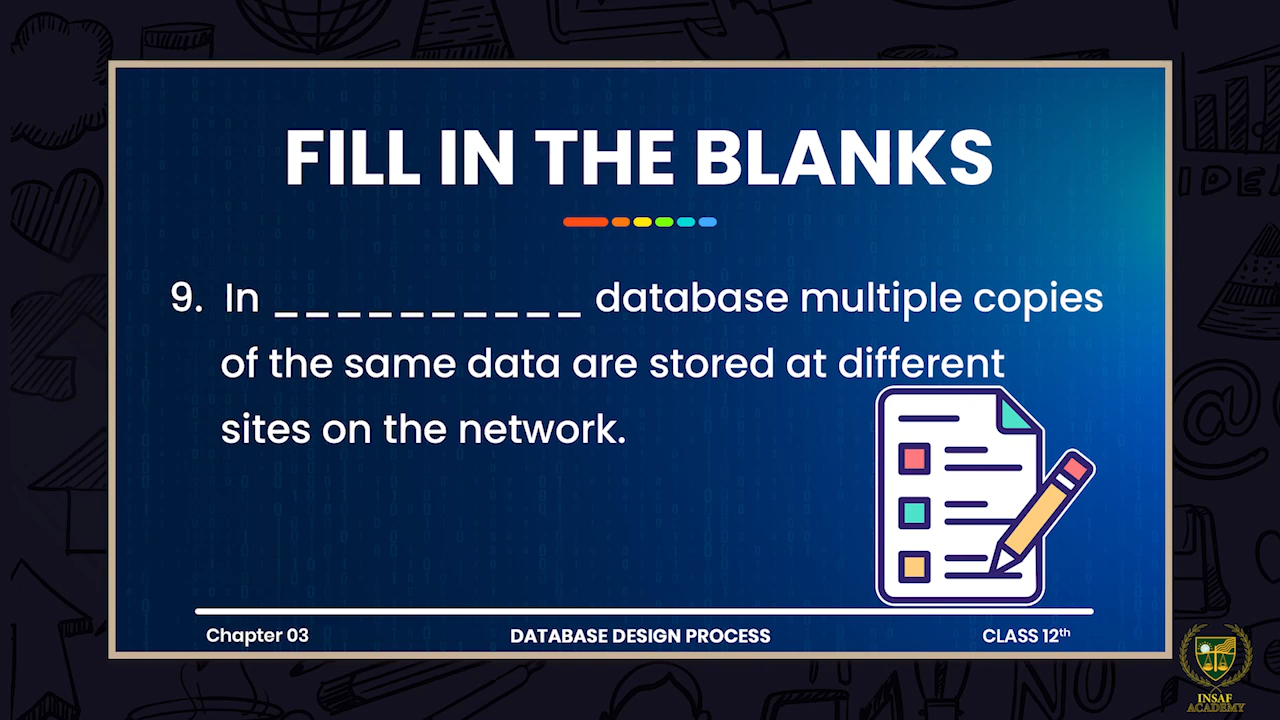 FILL IN THE BLANKS
9. In __________ database multiple copies
of the same data are stored at different
sites on the network.
Chapter 03
DATABASE DESIGN PROCESS
CLASS 12th
INSAF
ACADEMY
IDEA